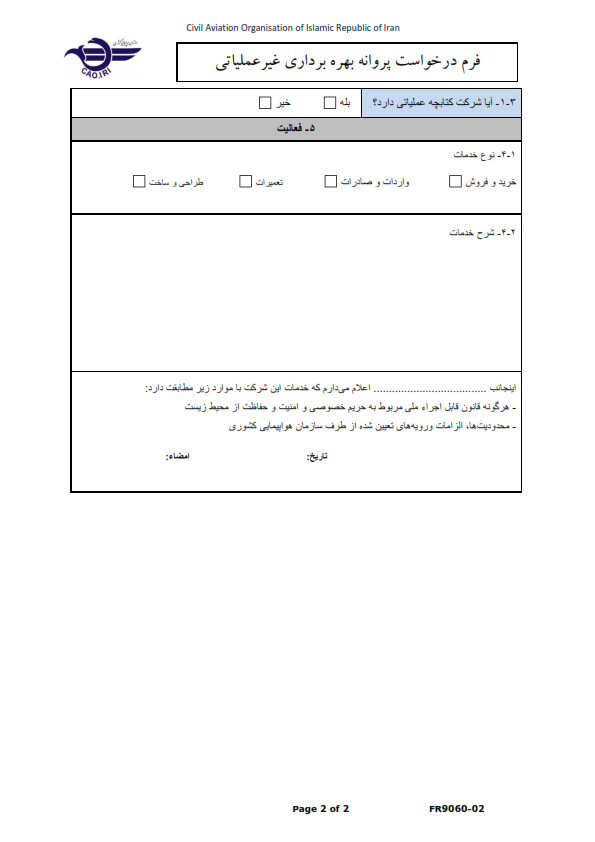 Civil Aviation Organisation of Islamic Republic of Iran
CAO.IRI
فرم درخواست پروانه بهره برداری غیرعملیاتی
۳-۱- آیا شرکت کتابچه عملیاتی دارد؟ بله خیر
۵- فعالیت
۴-۱- نوع خدمات
خرید و فروش واردات و صادرات تعمیرات طراحی و ساخت
۴-۲- شرح خدمات
اینجانب ..................................... اعلام می‌دارم که خدمات این شرکت با موارد زیر مطابقت دارد:
- هرگونه قانون قابل اجراء ملی مربوط به حریم خصوصی و امنیت و حفاظت از محیط زیست
- محدودیت‌ها، الزامات ورویه‌های تعیین شده از طرف سازمان هواپیمایی کشوری
تاریخ: امضاء:
Page 2 of 2 FR9060-02